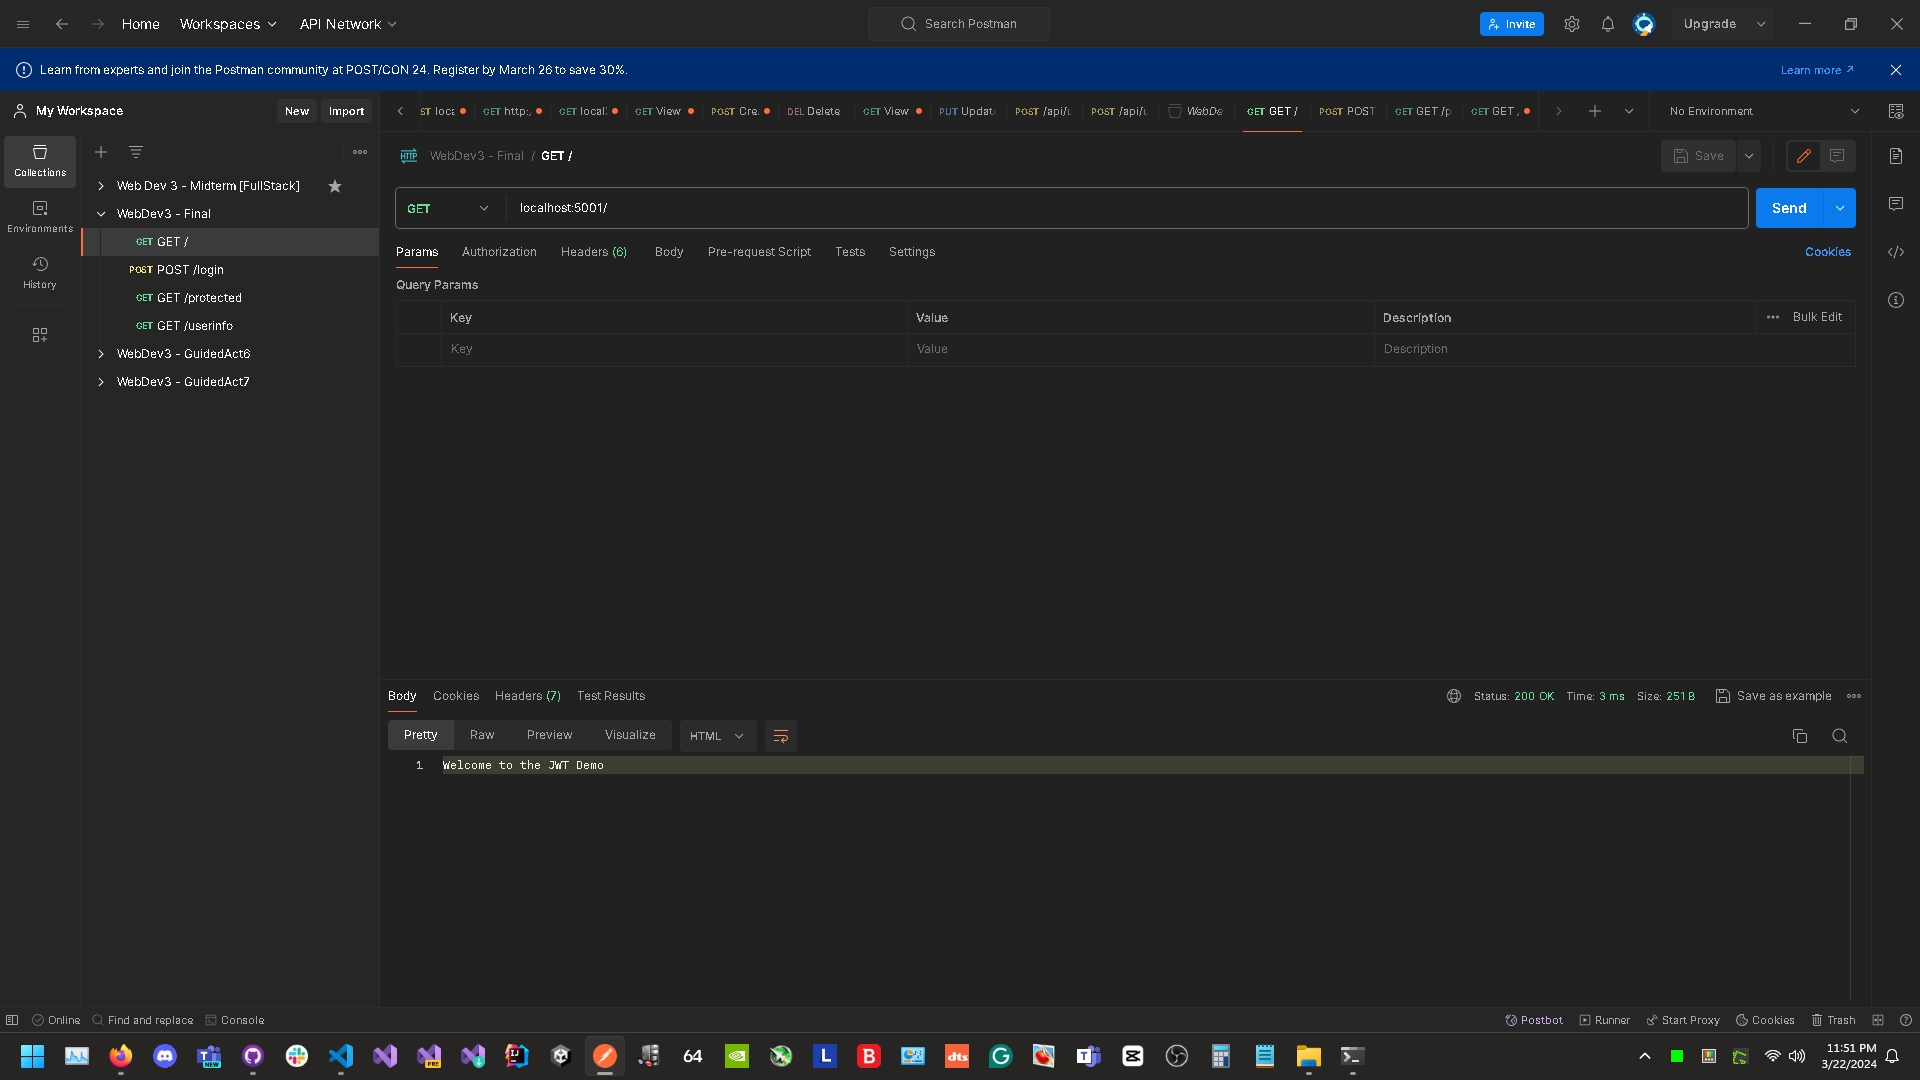 Home Workspaces API Network Search Postman Invite Upgrade
Learn from experts and join the Postman community at POST/CON 24. Register by March 26 to save 30%. Learn more
My Workspace New Import
ST loca GET http:, GET local GET View POST Cre. DEL Delete GET View PUT Updat POST /api/ POST /api/ WebDe GET GET / POST POST GET GET /p GET GET No Environment
Collections
Environments
History
Web Dev 3 - Midterm [FullStack]
WebDev3 - Final
GET GET /
POST POST /login
GET GET /protected
GET GET /userinfo
WebDev3 - GuidedAct6
WebDev3 - GuidedAct7
HTTP WebDev3 - Final / GET / Save
GET localhost:5001/ Send
Params Authorization Headers (6) Body Pre-request Script Tests Settings Cookies
Query Params
Key Value Description Bulk Edit
Key Value Description
Body Cookies Headers (7) Test Results Status: 200 OK Time: 3 ms Size: 251 B Save as example
Pretty Raw Preview Visualize HTML
1 Welcome to the JWT Demo
Online Find and replace Console Postbot Runner Start Proxy Cookies Trash
NEW PRE 64 L B dts G T
11:51 PM
3/22/2024